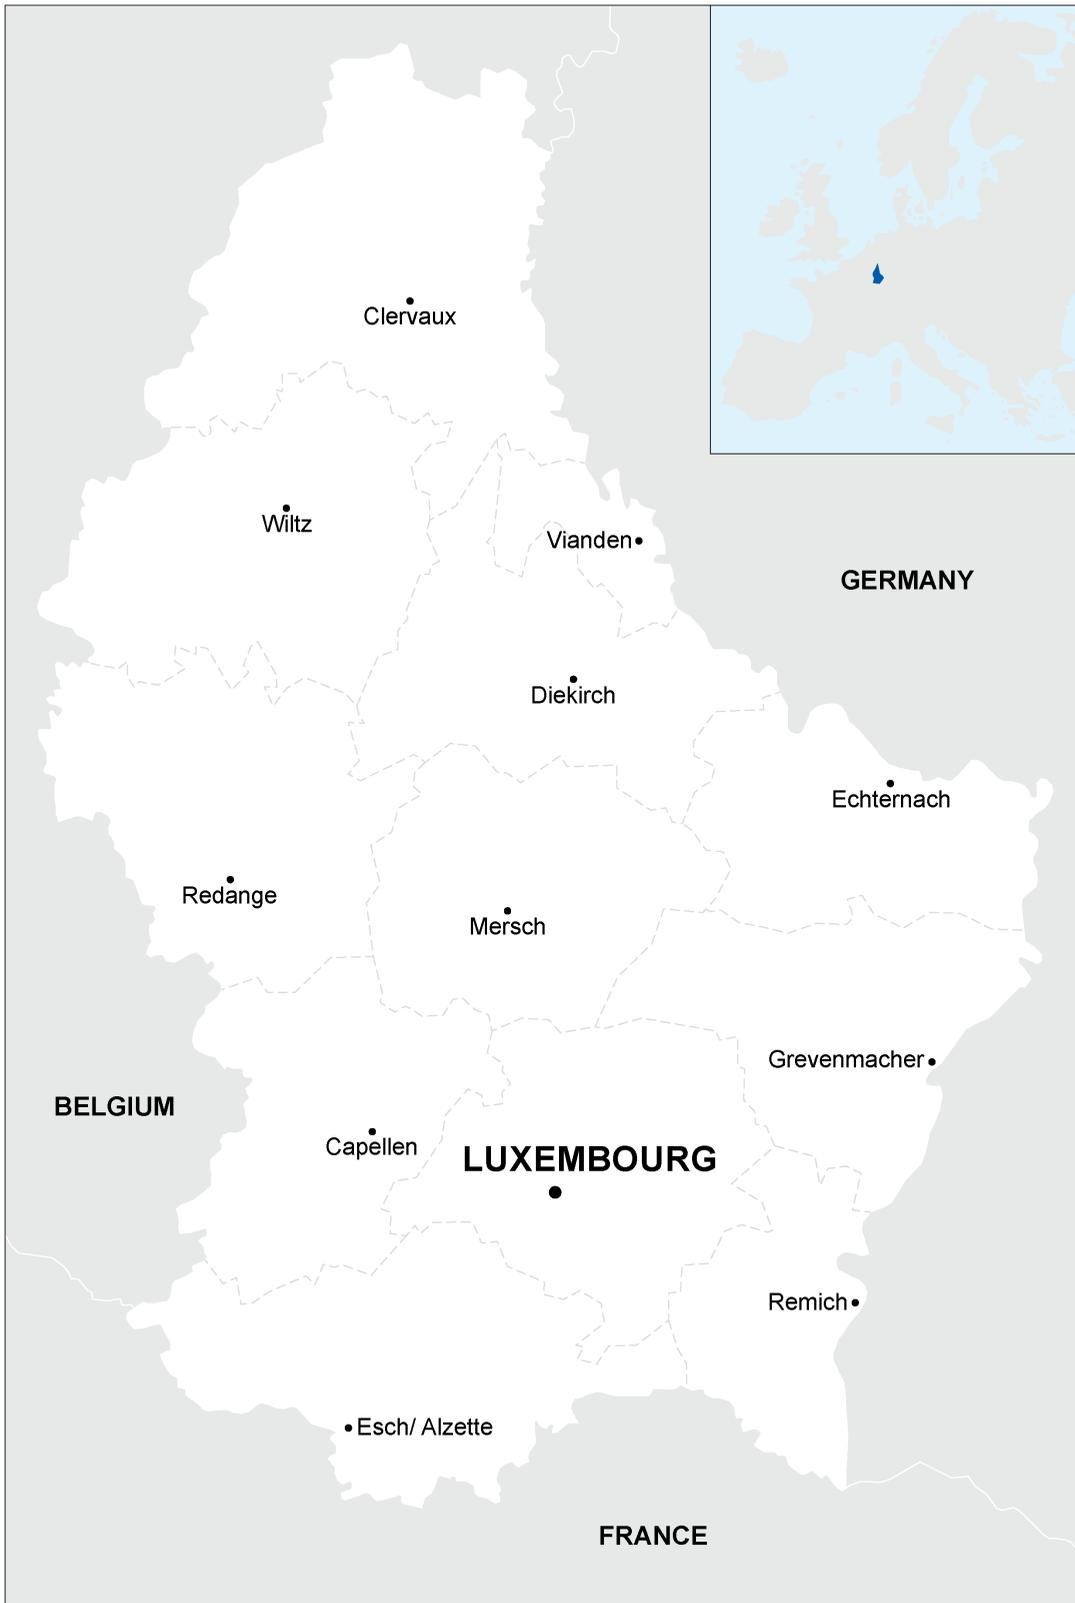 Clervaux
Wiltz
Vianden
GERMANY
Diekirch
Echternach
Redange
Mersch
Grevenmacher
BELGIUM
Capellen
LUXEMBOURG
Remich
Esch/ Alzette
FRANCE